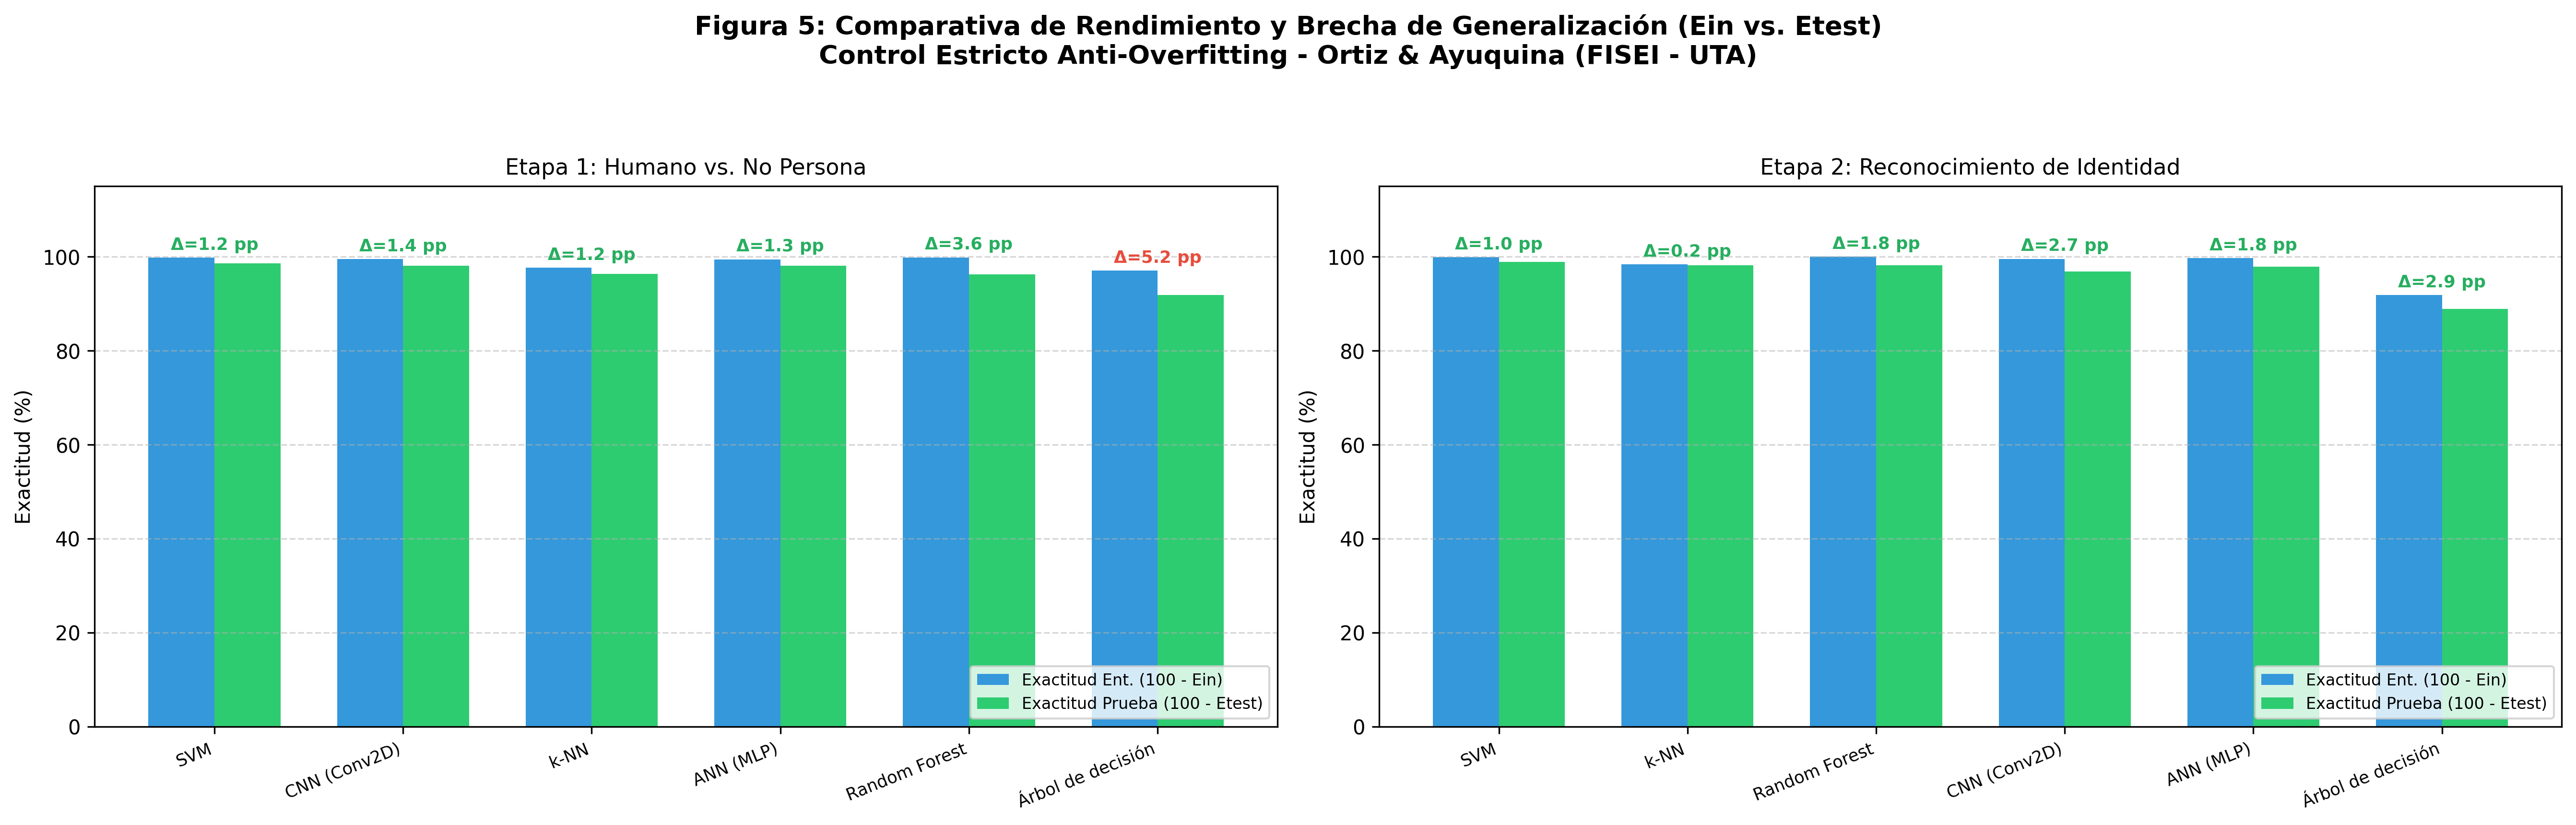 Figura 5: Comparativa de Rendimiento y Brecha de Generalización (Ein vs. Etest)
Control Estricto Anti-Overfitting - Ortiz & Ayuquina (FISEI - UTA)
Etapa 1: Humano vs. No Persona
Exactitud (%)
100
80
60
40
20
0
Δ=1.2 pp
Δ=1.4 pp
Δ=1.2 pp
Δ=1.3 pp
Δ=3.6 pp
Δ=5.2 pp
Exactitud Ent. (100 - Ein)
Exactitud Prueba (100 - Etest)
SVM
CNN (Conv2D)
k-NN
ANN (MLP)
Random Forest
Árbol de decisión
Etapa 2: Reconocimiento de Identidad
Exactitud (%)
100
80
60
40
20
0
Δ=1.0 pp
Δ=0.2 pp
Δ=1.8 pp
Δ=2.7 pp
Δ=1.8 pp
Δ=2.9 pp
Exactitud Ent. (100 - Ein)
Exactitud Prueba (100 - Etest)
SVM
k-NN
Random Forest
CNN (Conv2D)
ANN (MLP)
Árbol de decisión